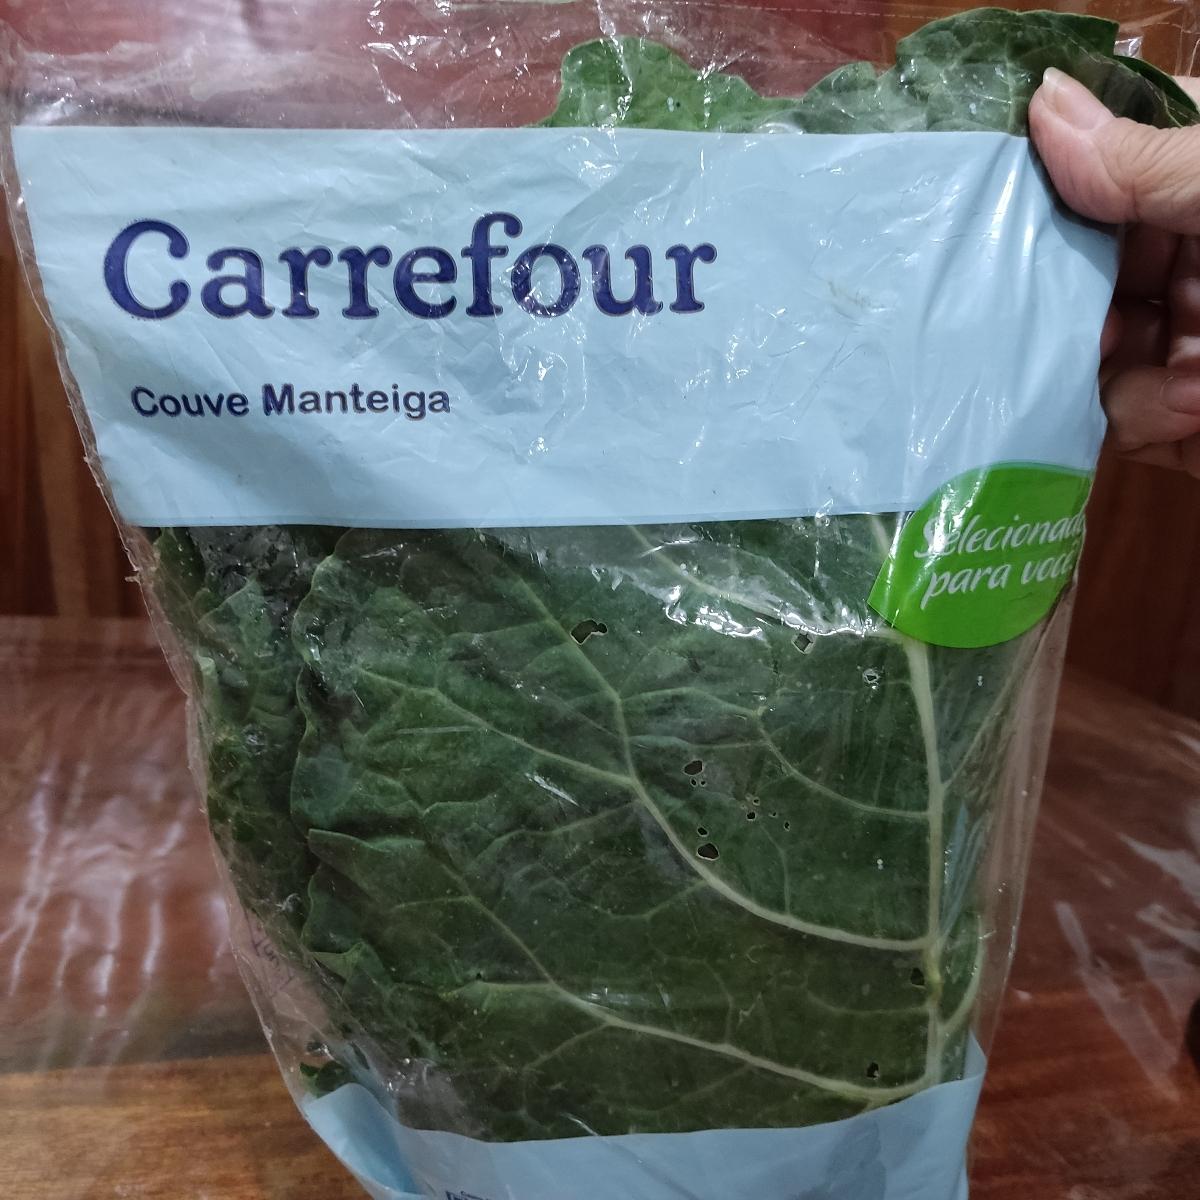 Carrefour
Couve Manteiga
Selecionado
para você